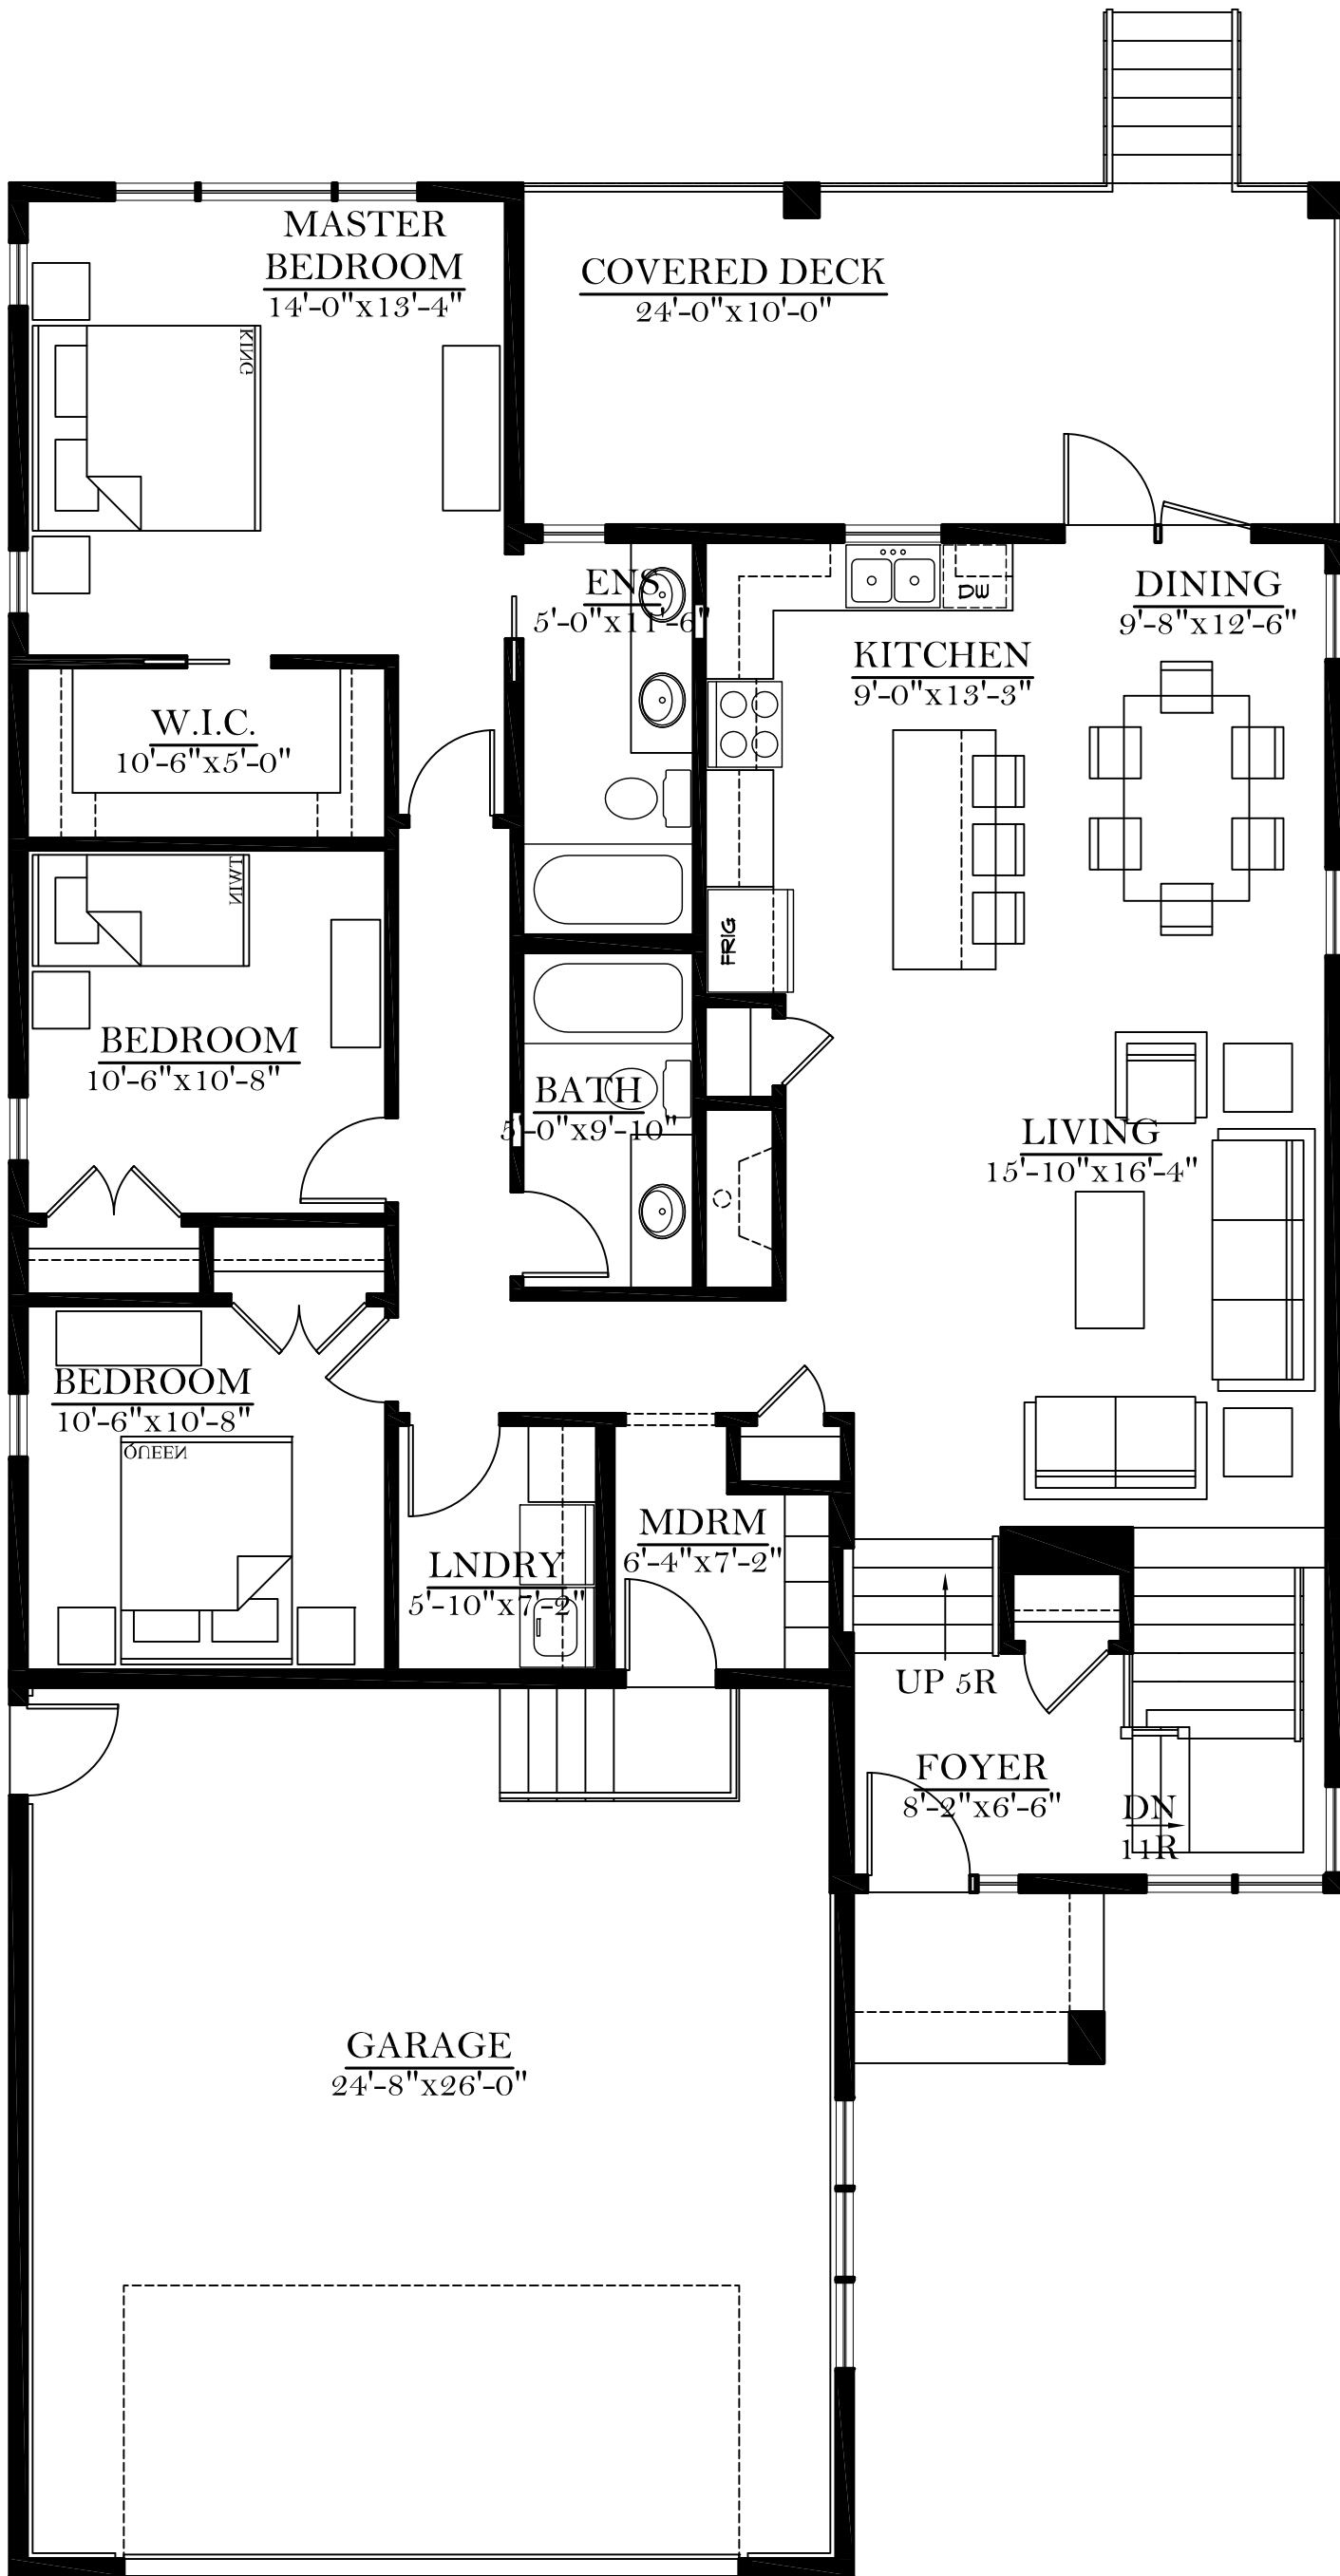 MASTER
BEDROOM
14'-0"x13'-4"
KING
COVERED DECK
24'-0"x10'-0"
ENS
5'-0"x11'-6"
DW
DINING
9'-8"x12'-6"
KITCHEN
9'-0"x13'-3"
W.I.C.
10'-6"x5'-0"
TWIN
FRIG
BEDROOM
10'-6"x10'-8"
BATH
5'-0"x9'-10"
LIVING
15'-10"x16'-4"
BEDROOM
10'-6"x10'-8"
QUEEN
LNDRY
5'-10"x7'-2"
MDRM
6'-4"x7'-2"
UP 5R
FOYER
8'-2"x6'-6"
DN
11R
GARAGE
24'-8"x26'-0"